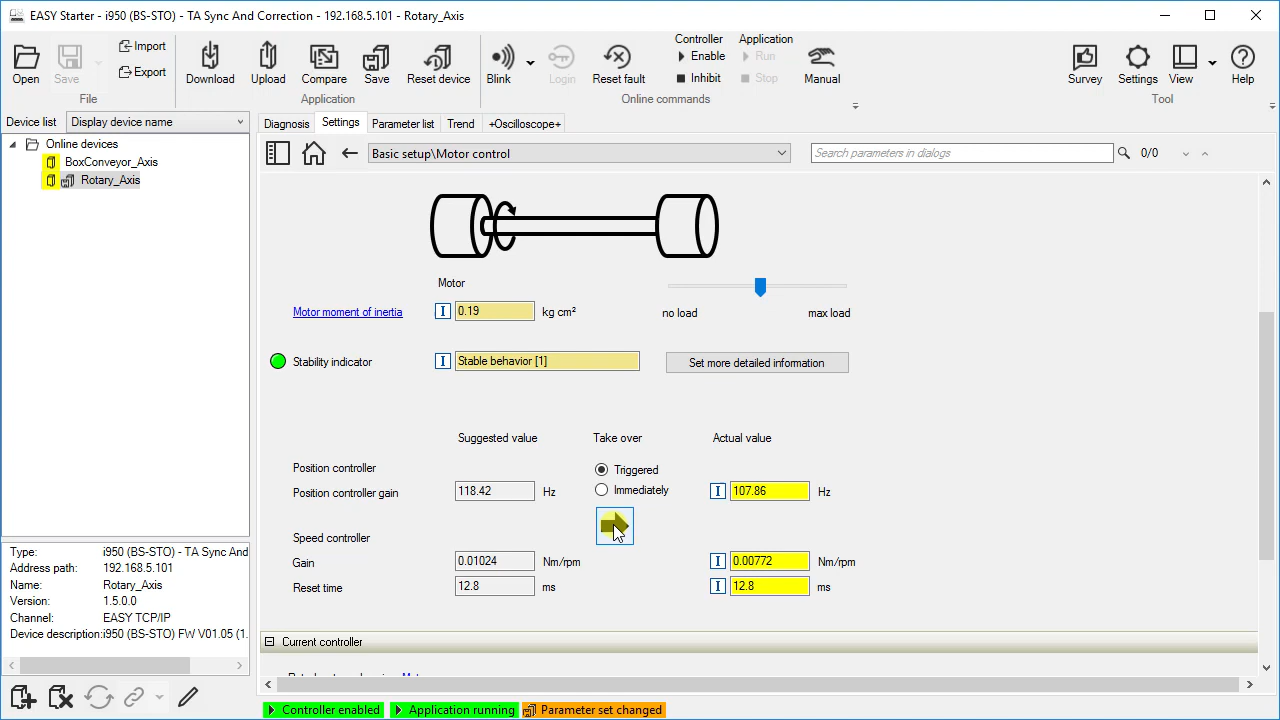 EASY Starter - i950 (BS-STO) - TA Sync And Correction - 192.168.5.101 - Rotary_Axis
Open
Save
Import
Export
File
Download
Upload
Compare
Save
Reset device
Application
Blink
Login
Reset fault
Controller
Enable
Inhibit
Application
Run
Stop
Manual
Online commands
Survey
Settings
View
Help
Tool
Device list
Display device name
Online devices
BoxConveyor_Axis
Rotary_Axis
Diagnosis
Settings
Parameter list
Trend
+Oscilloscope+
Basic setup\Motor control
Search parameters in dialogs
0/0
Motor
Motor moment of inertia
I
0.19
kg cm²
no load
max load
Stability indicator
I
Stable behavior [1]
Set more detailed information
Suggested value
Take over
Actual value
Position controller
Triggered
Position controller gain
118.42
Hz
Immediately
I
107.86
Hz
Speed controller
Gain
0.01024
Nm/rpm
I
0.00772
Nm/rpm
Reset time
12.8
ms
I
12.8
ms
Current controller
Type: i950 (BS-STO) - TA Sync And
Address path: 192.168.5.101
Name: Rotary_Axis
Version: 1.5.0.0
Channel: EASY TCP/IP
Device description: i950 (BS-STO) FW V01.05 (1.
Controller enabled
Application running
Parameter set changed